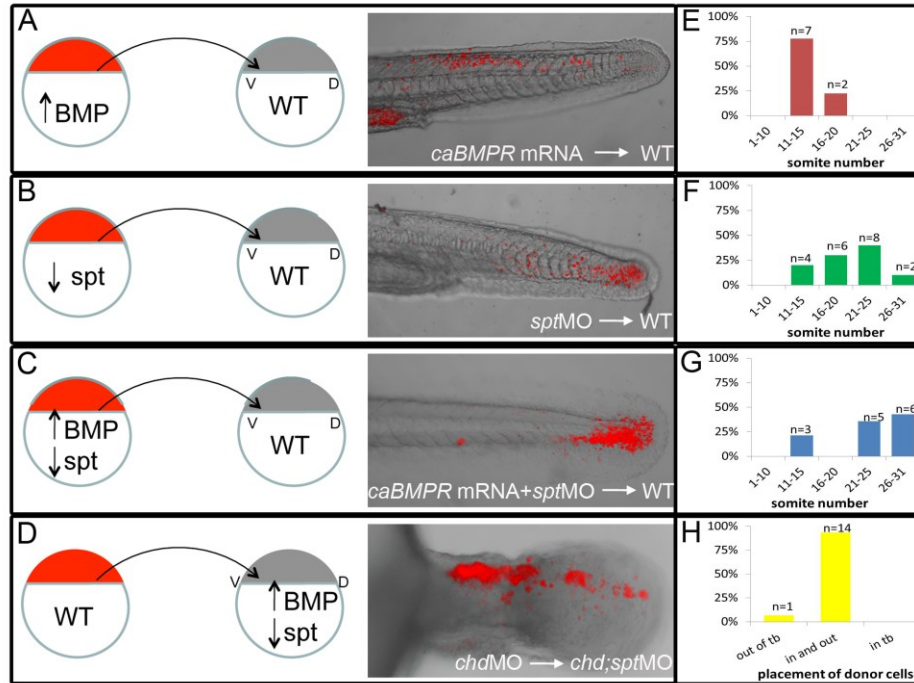 A
↑BMP
V
D
WT
caBMPR mRNA → WT
E
100%
75%
50%
25%
0%
n=7
n=2
1-10
11-15
16-20
21-25
26-31
somite number
B
↓ spt
V
D
WT
sptMO → WT
F
100%
75%
50%
25%
0%
n=4
n=6
n=8
n=2
1-10
11-15
16-20
21-25
26-31
somite number
C
↑ BMP
↓ spt
V
D
WT
caBMPR mRNA+sptMO → WT
G
100%
75%
50%
25%
0%
n=3
n=5
n=6
1-10
11-15
16-20
21-25
26-31
somite number
D
WT
V
D
↑ BMP
↓ spt
chdMO → chd;sptMO
H
100%
75%
50%
25%
0%
n=1
n=14
out of tb
in and out
in tb
placement of donor cells